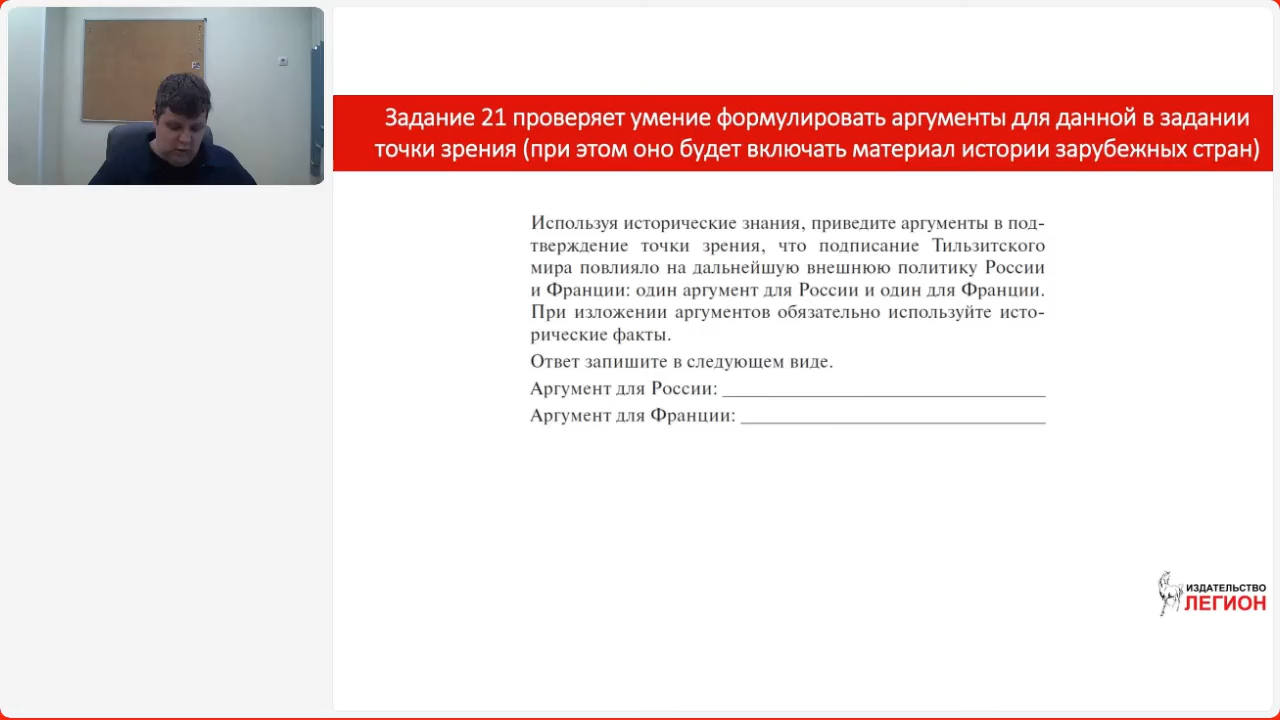 Задание 21 проверяет умение формулировать аргументы для данной в задании
точки зрения (при этом оно будет включать материал истории зарубежных стран)
Используя исторические знания, приведите аргументы в под-
тверждение точки зрения, что подписание Тильзитского
мира повлияло на дальнейшую внешнюю политику России
и Франции: один аргумент для России и один для Франции.
При изложении аргументов обязательно используйте исто-
рические факты.
Ответ запишите в следующем виде.
Аргумент для России:
Аргумент для Франции:
ИЗДАТЕЛЬСТВО
ЛЕГИОН